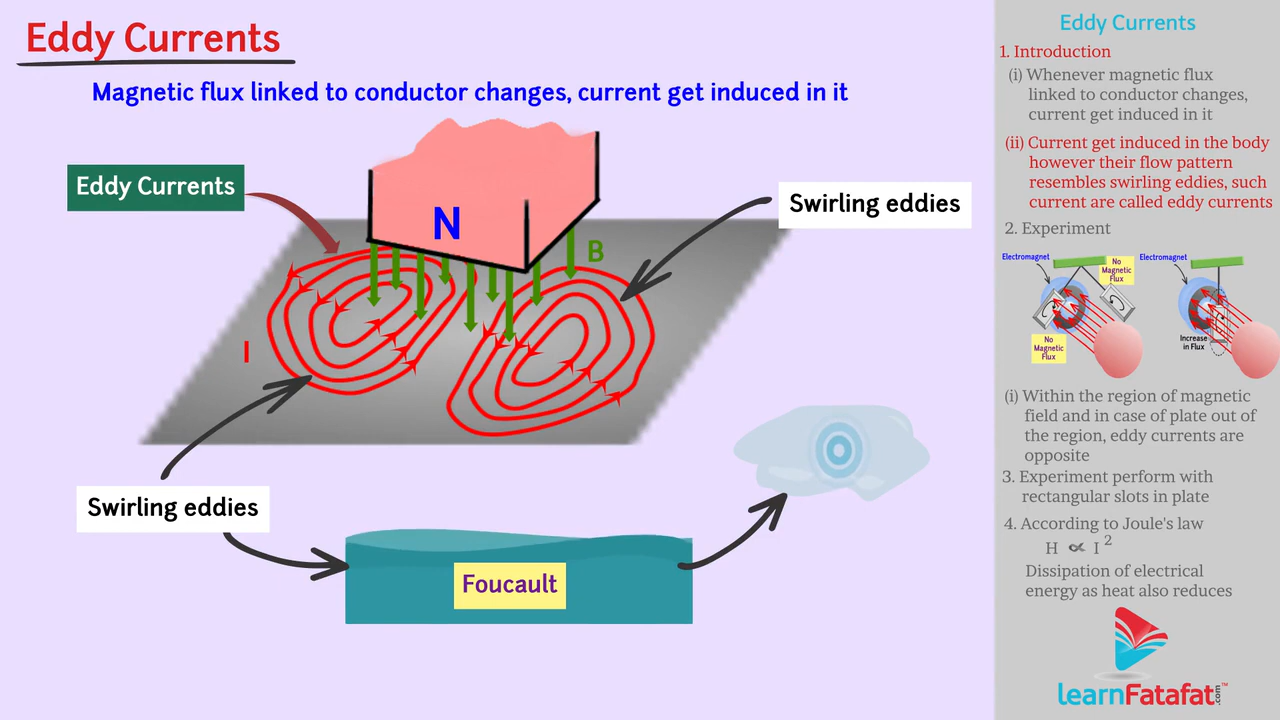 Eddy Currents
Magnetic flux linked to conductor changes, current get induced in it
Eddy Currents
N
B
Swirling eddies
I
Swirling eddies
Foucault
Eddy Currents
1. Introduction
(i) Whenever magnetic flux
linked to conductor changes,
current get induced in it
(ii) Current get induced in the body
however their flow pattern
resembles swirling eddies, such
current are called eddy currents
2. Experiment
Electromagnet
No
Magnetic
Flux
No
Magnetic
Flux
Electromagnet
Increase
in Flux
(i) Within the region of magnetic
field and in case of plate out of
the region, eddy currents are
opposite
3. Experiment perform with
rectangular slots in plate
4. According to Joule's law
H ∝ I²
Dissipation of electrical
energy as heat also reduces
learnFatafat.com™